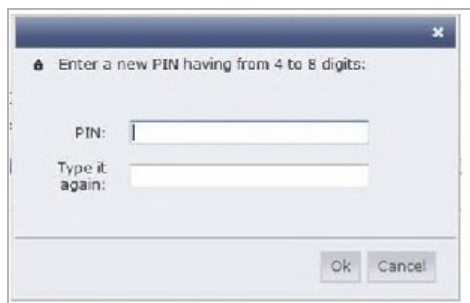 Enter a new PIN having from 4 to 8 digits:
PIN:
Type it
again:
Ok Cancel